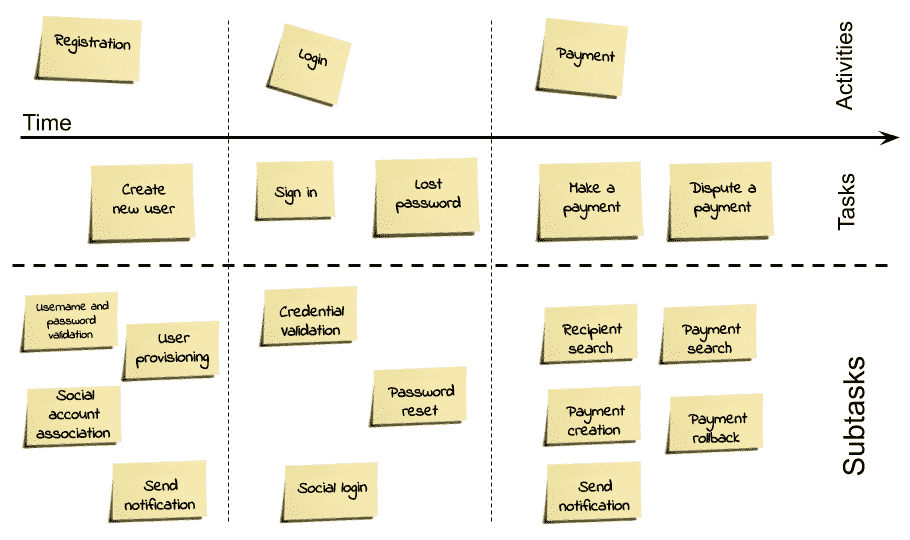 Registration
Login
Payment
Activities
Time
Create
new user
Sign in
Lost
password
Make a
payment
Dispute a
payment
Tasks
Username and
password
validation
User
provisioning
Social
account
association
Send
notification
Credential
validation
Password
reset
Social login
Recipient
search
Payment
search
Payment
creation
Payment
rollback
Send
notification
Subtasks